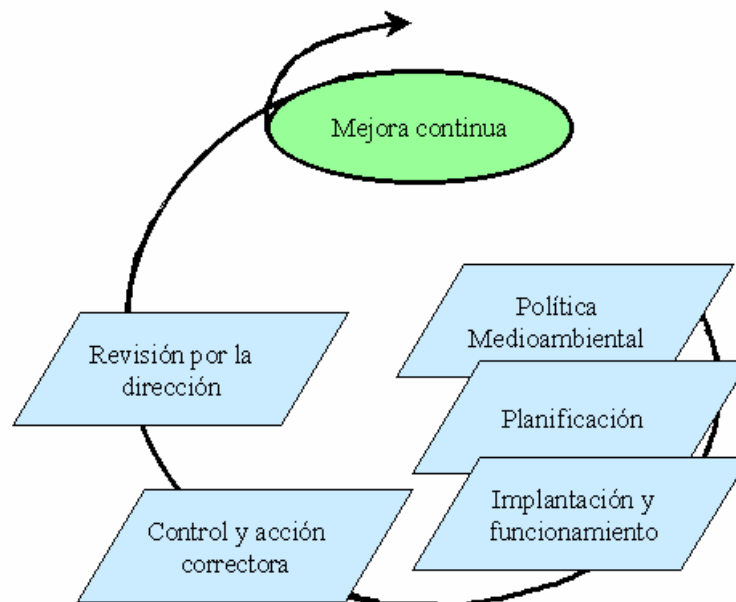 Mejora continua
Política
Medioambiental
Planificación
Implantación y
funcionamiento
Control y acción
correctora
Revisión por la
dirección